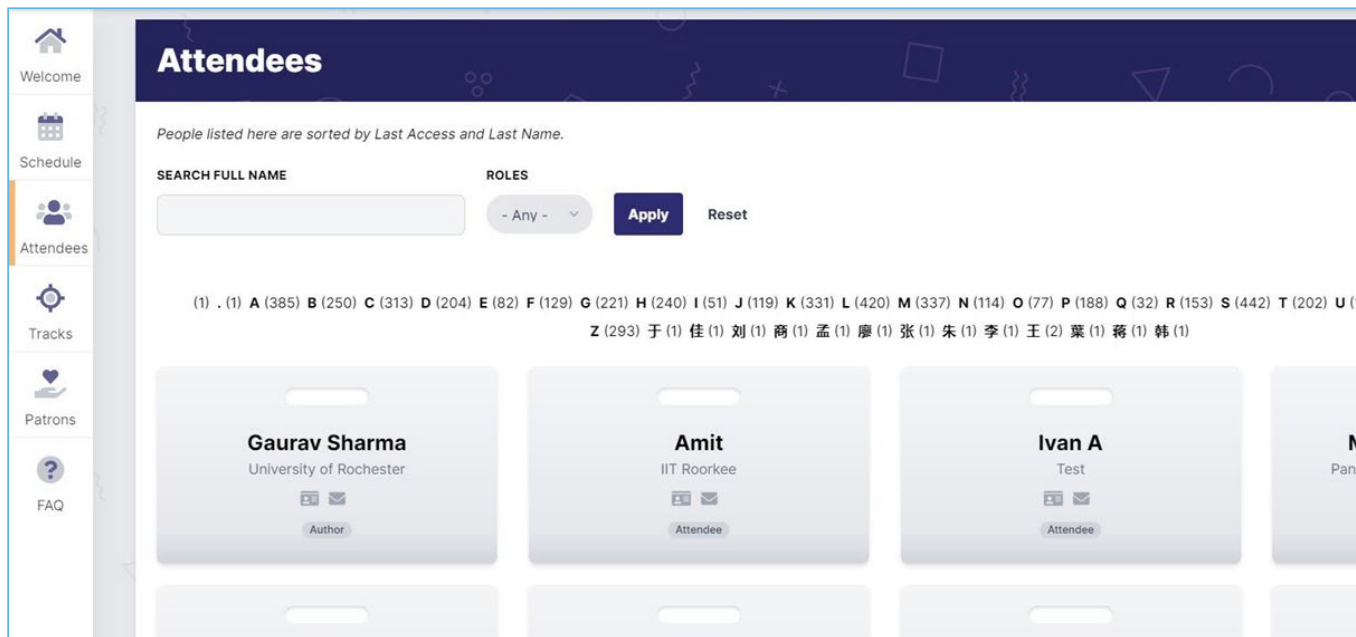 Welcome
Schedule
Attendees
Tracks
Patrons
FAQ
Attendees
People listed here are sorted by Last Access and Last Name.
SEARCH FULL NAME
ROLES
- Any -
Apply
Reset
(1) . (1) A (385) B (250) C (313) D (204) E (82) F (129) G (221) H (240) I (51) J (119) K (331) L (420) M (337) N (114) O (77) P (188) Q (32) R (153) S (442) T (202) U (
Z (293) 于 (1) 佳 (1) 刘 (1) 商 (1) 孟 (1) 廖 (1) 张 (1) 朱 (1) 李 (1) 王 (2) 葉 (1) 蒋 (1) 韩 (1)
Gaurav Sharma
University of Rochester
Author
Amit
IIT Roorkee
Attendee
Ivan A
Test
Attendee
Pan